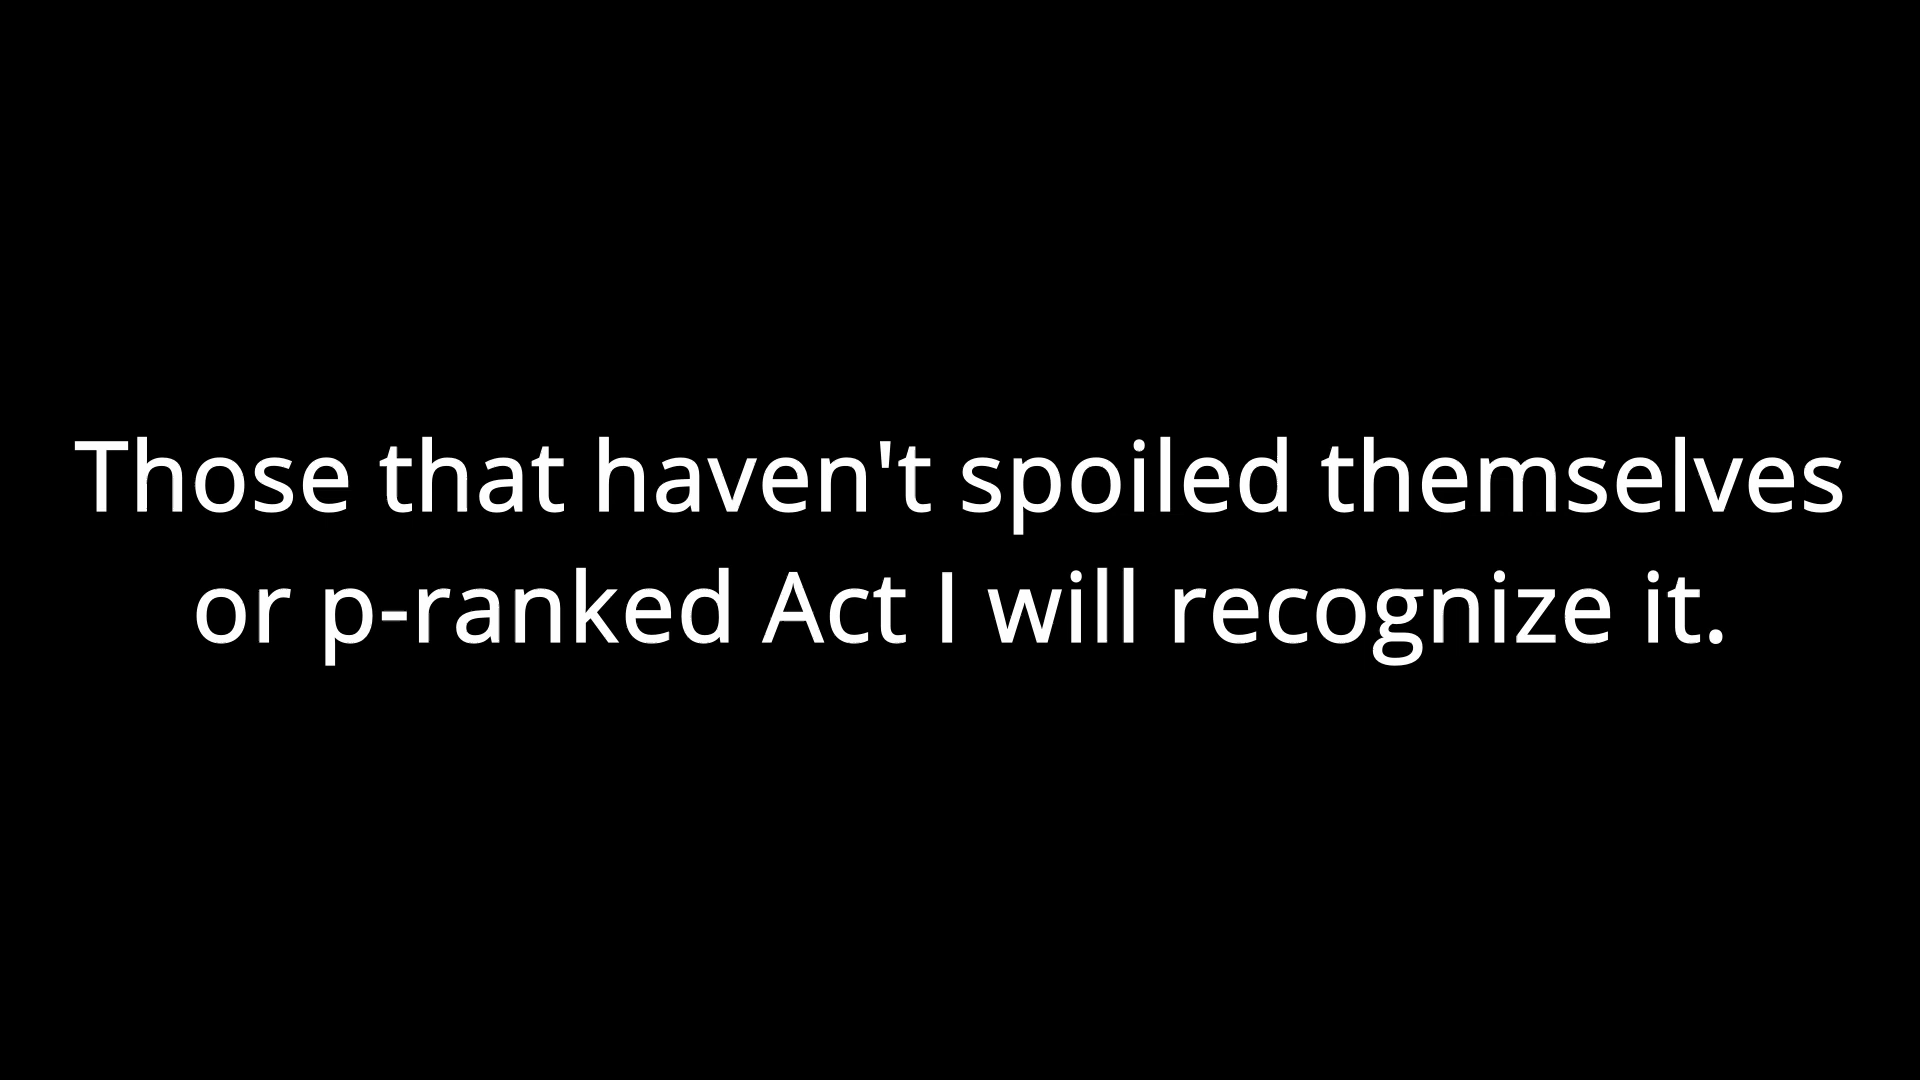 Those that haven't spoiled themselves
or p-ranked Act I will recognize it.